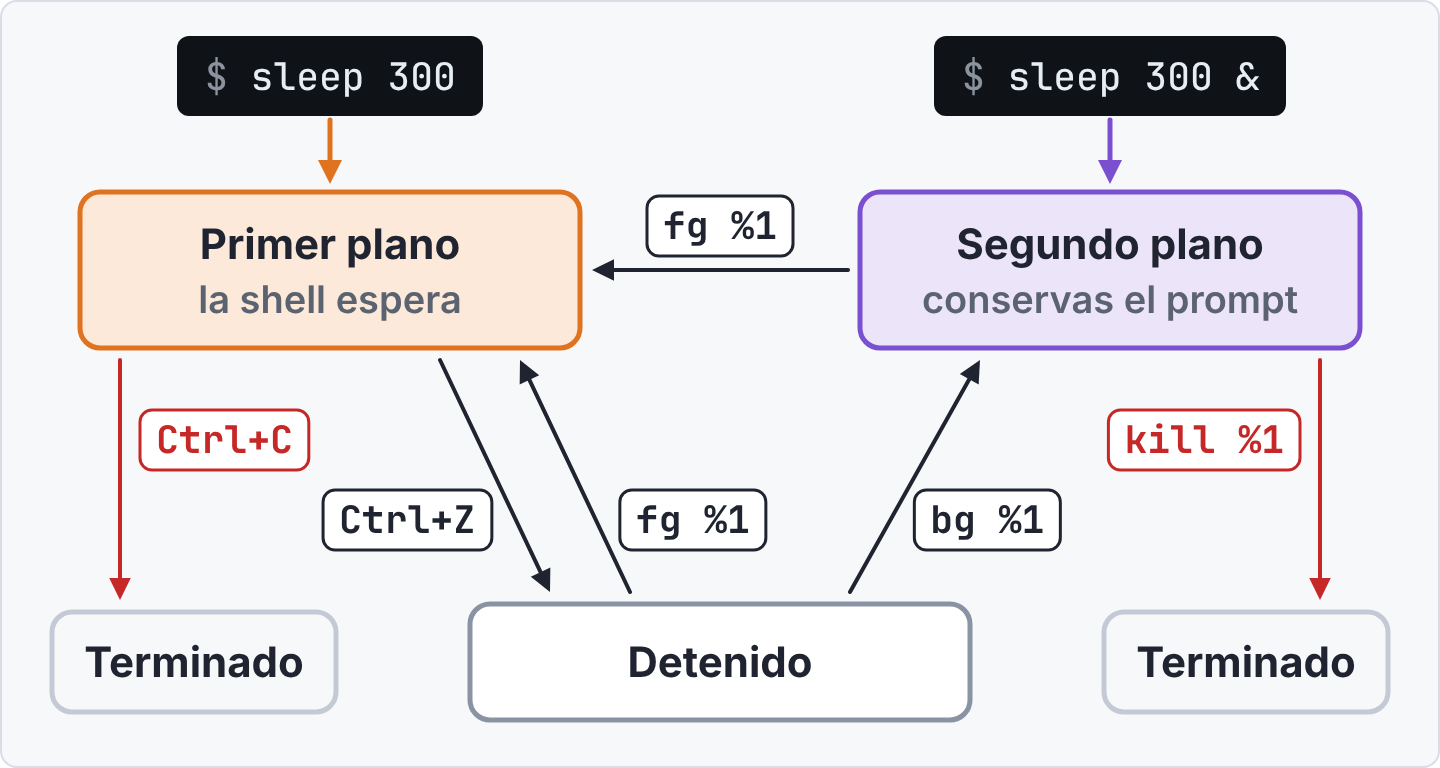 $ sleep 300
$ sleep 300 &
Primer plano
la shell espera
fg %1
Segundo plano
conservas el prompt
Ctrl+C
kill %1
Ctrl+Z
fg %1
bg %1
Terminado
Detenido
Terminado